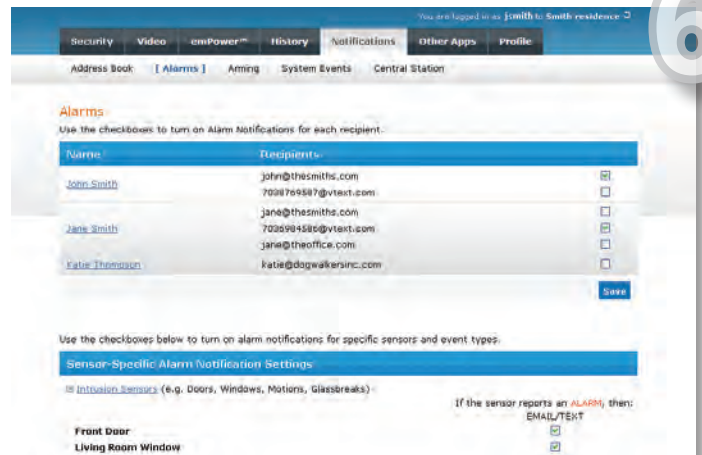 You are logged in as jsmith to Smith residence
6
Security Video emPower™ History Notifications Other Apps Profile
Address Book [ Alarms ] Arming System Events Central Station
Alarms
Use the checkboxes to turn on Alarm Notifications for each recipient.
Name Recipients
John Smith john@thesmiths.com
7038769587@vtext.com
jane@thesmiths.com
Jane Smith 7036984586@vtext.com
jane@theoffice.com
Katie Thompson katie@dogwalkersinc.com
Save
Use the checkboxes below to turn on alarm notifications for specific sensors and event types.
Sensor-Specific Alarm Notification Settings
Intrusion Sensors (e.g. Doors, Windows, Motions, Glassbreaks)
If the sensor reports an ALARM, then:
EMAIL/TEXT
Front Door
Living Room Window